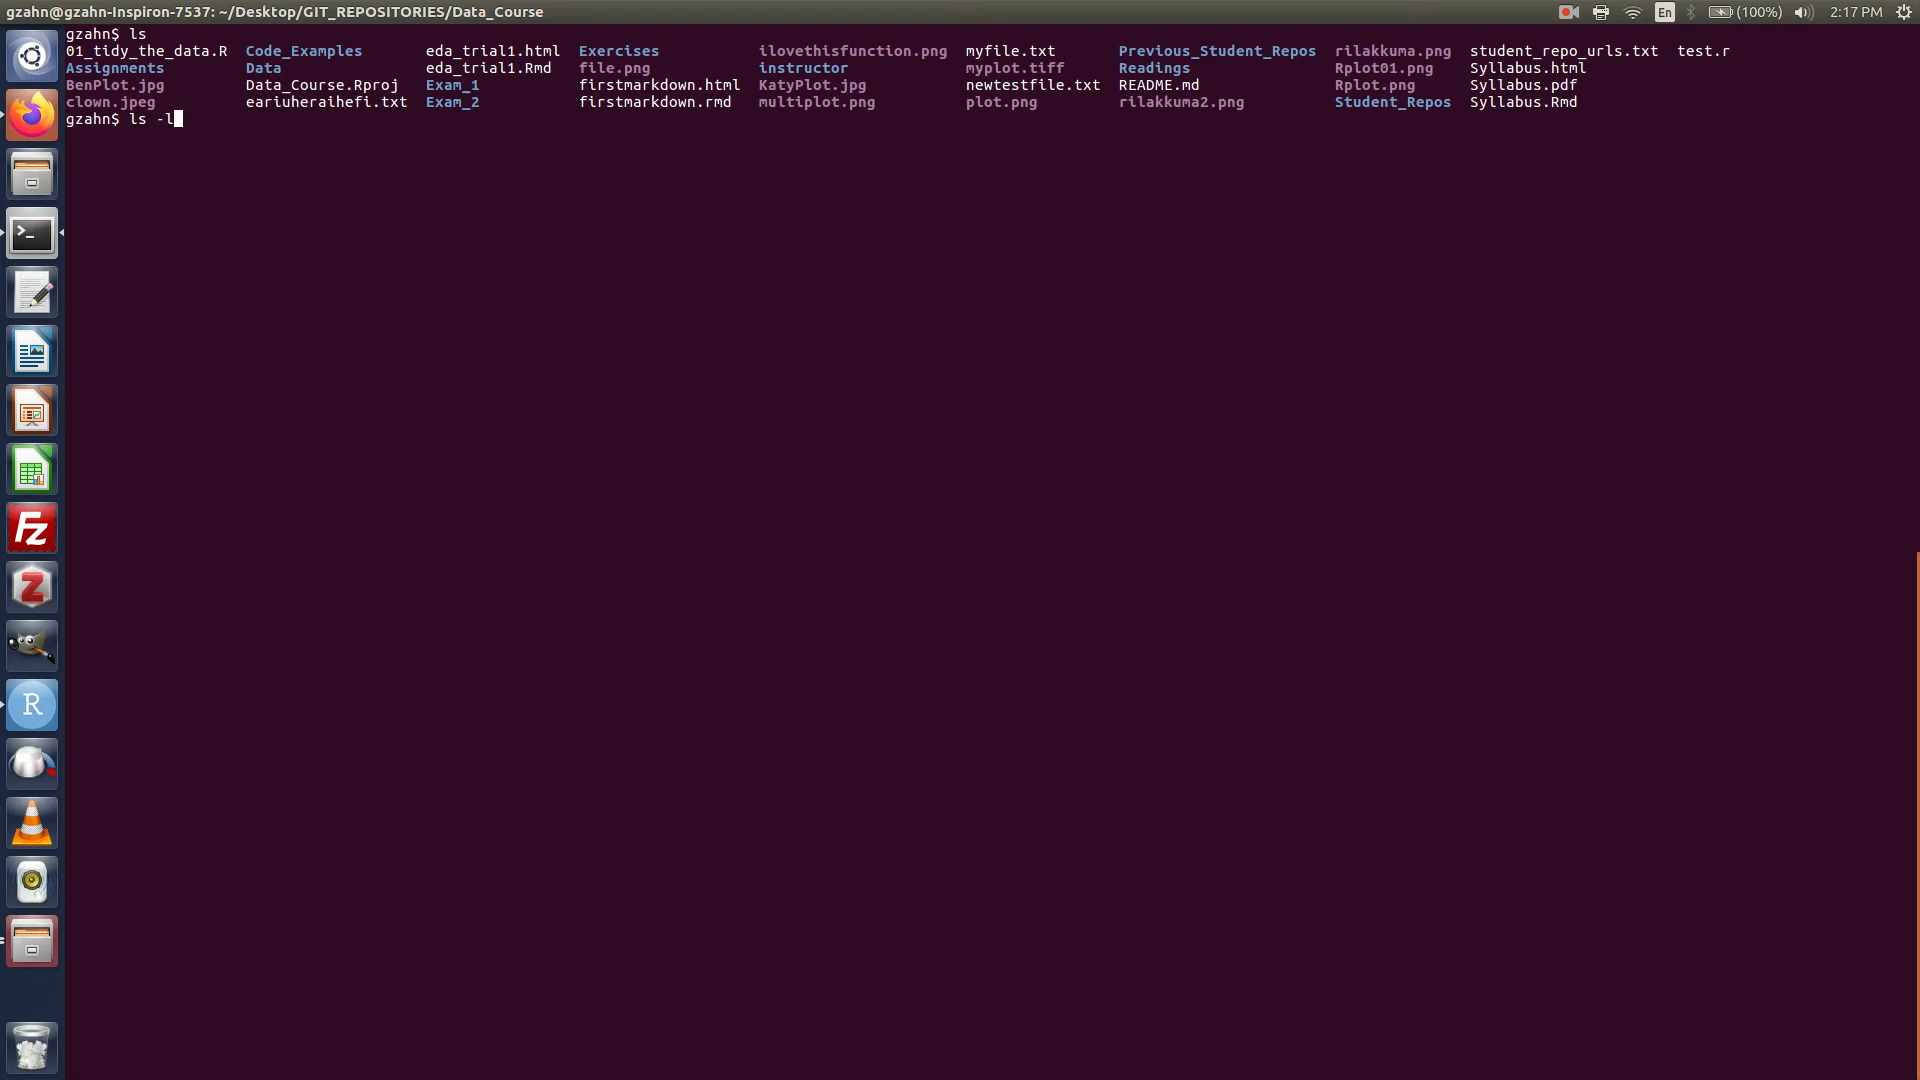 gzahn@gzahn-Inspiron-7537: ~/Desktop/GIT_REPOSITORIES/Data_Course En (100%) 2:17 PM
gzahn$ ls
01_tidy_the_data.R Code_Examples eda_trial1.html Exercises ilovethisfunction.png myfile.txt Previous_Student_Repos rilakkuma.png student_repo_urls.txt test.r
Assignments Data eda_trial1.Rmd file.png instructor myplot.tiff Readings Rplot01.png Syllabus.html
BenPlot.jpg Data_Course.Rproj Exam_1 firstmarkdown.html KatyPlot.jpg newtestfile.txt README.md Rplot.png Syllabus.pdf
clown.jpeg eariuheraihefi.txt Exam_2 firstmarkdown.rmd multiplot.png plot.png rilakkuma2.png Student_Repos Syllabus.Rmd
gzahn$ ls -l
>_
Fz
Z
R